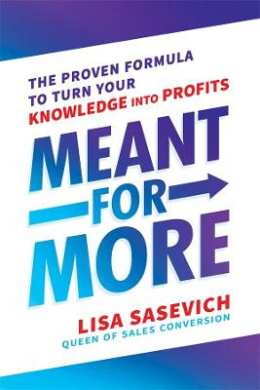 THE PROVEN FORMULA
TO TURN YOUR
KNOWLEDGE INTO PROFITS
MEANT
FOR
MORE
LISA SASEVICH
QUEEN OF SALES CONVERSION